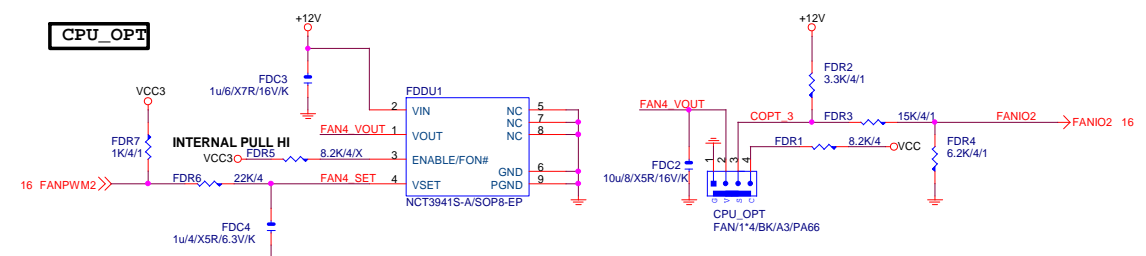 CPU_OPT
+12V
FDC3
1u/6/X7R/16V/K
VCC3
FDR7
1K/4/1
INTERNAL PULL HI
VCC3
FDR5
8.2K/4/X
FAN4_VOUT
16 FANPWM2
FDR6
22K/4
FAN4_SET
FDC4
1u/4/X5R/6.3V/K
FDDU1
2 VIN
1 VOUT
3 ENABLE/FON#
4 VSET
NC 5
NC 7
NC 8
GND 6
PGND 9
NCT3941S-A/SOP8-EP
+12V
FDR2
3.3K/4/1
FAN4_VOUT
COPT_3
FDR3
15K/4/1
FANIO2
FANIO2 16
FDR1
8.2K/4
VCC
FDR4
6.2K/4/1
FDC2
10u/8/X5R/16V/K
1 2 3 4
G V S C
CPU_OPT
FAN/1*4/BK/A3/PA66